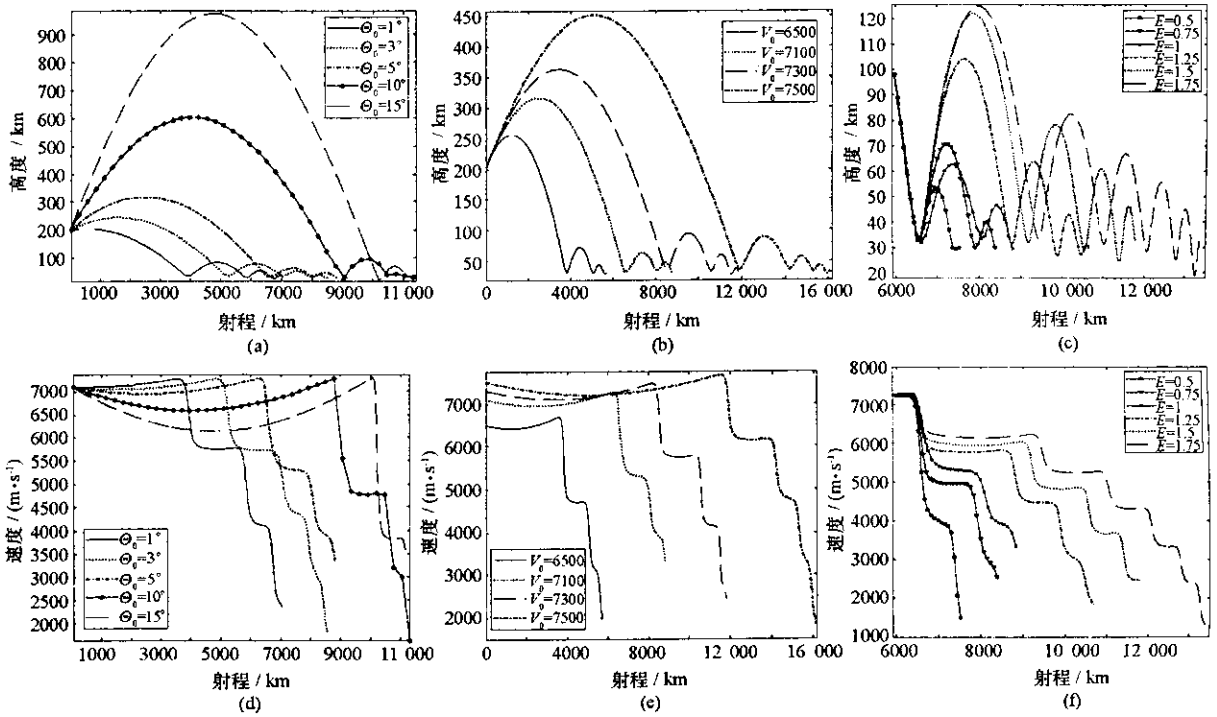 900
800
700
600
500
400
300
200
100
高度 / km
1000 3000 5000 7000 9000 11 000
射程 / km
(a)
Θ₀=1°
Θ₀=3°
Θ₀=5°
Θ₀=10°
Θ₀=15°
450
400
350
300
250
200
150
100
50
20
高度 / km
0 4000 8000 12 000 16 000
射程 / km
(b)
V₀=6500
V₀=7100
V₀=7300
V₀=7500
120
110
100
90
80
70
60
50
40
30
20
高度 / km
6000 8000 10 000 12 000
射程 / km
(c)
E=0.5
E=0.75
E=1
E=1.25
E=1.5
E=1.75
7000
6500
6000
5500
5000
4500
4000
3500
3000
2500
2000
速度 / (m·s⁻¹)
1000 3000 5000 7000 9000 11 000
射程 / km
(d)
Θ₀=1°
Θ₀=3°
Θ₀=5°
Θ₀=10°
Θ₀=15°
7000
6000
5000
4000
3000
2000
速度 / (m·s⁻¹)
0 4000 8000 12 000 16 000
射程 / km
(e)
V₀=6500
V₀=7100
V₀=7300
V₀=7500
8000
7000
6000
5000
4000
3000
2000
1000
速度 / (m·s⁻¹)
6000 8000 10 000 12 000
射程 / km
(f)
E=0.5
E=0.75
E=1
E=1.25
E=1.5
E=1.75